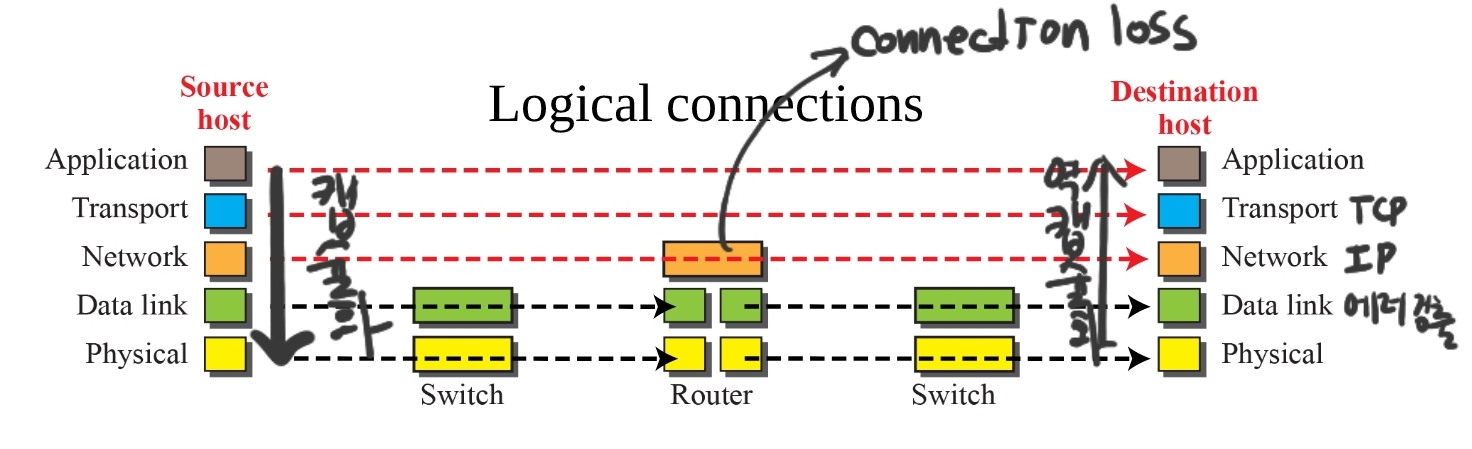 connection loss
Source
host
Logical connections
Destination
host
Application
Transport
Network
Data link
Physical
캡슐화
Switch
Router
Switch
역캡슐화
Application
Transport TCP
Network IP
Data link 에러 검출
Physical